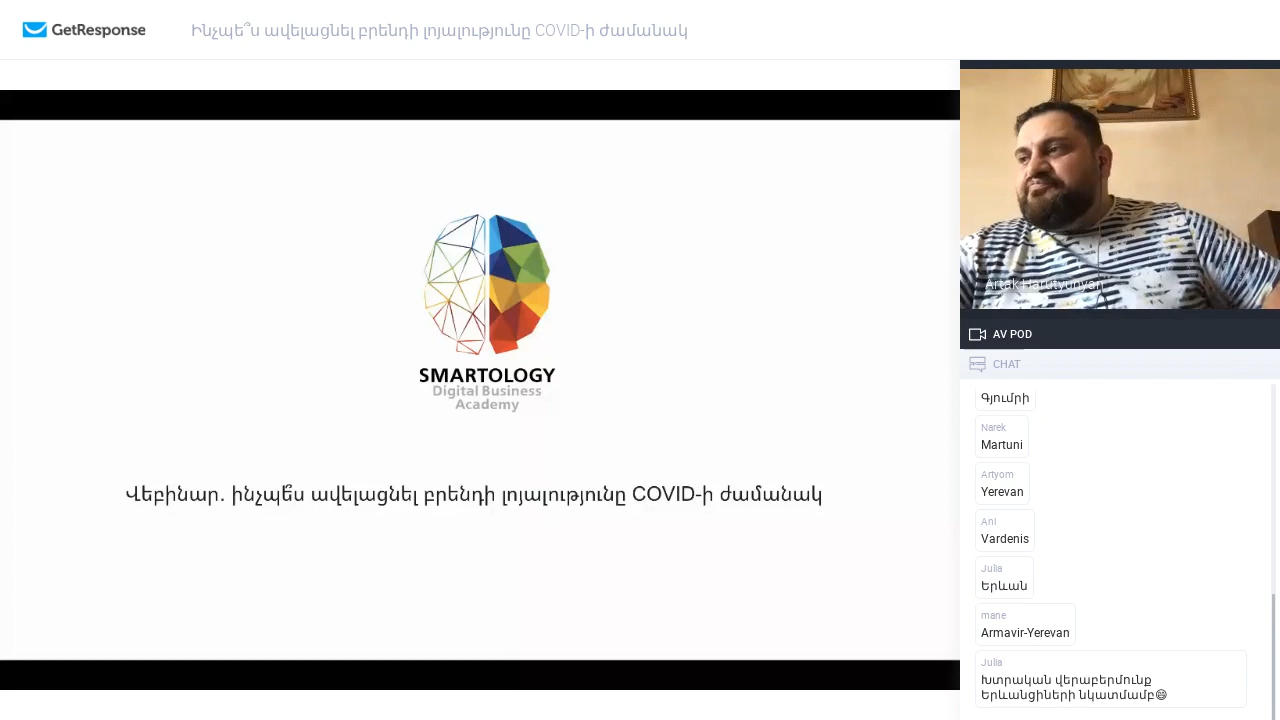 GetResponse
Ինչպե՞ս ավելացնել բրենդի լոյալությունը COVID-ի ժամանակ
SMARTOLOGY
Digital Business
Academy
Վեբինար. ինչպե՞ս ավելացնել բրենդի լոյալությունը COVID-ի ժամանակ
Artak Harutyunyan
AV POD
CHAT
Գյումրի
Narek
Martuni
Artyom
Yerevan
Ani
Vardenis
Julia
Երևան
mane
Armavir-Yerevan
Julia
Խտրական վերաբերմունք
Երևանցիների նկատմամբ😄